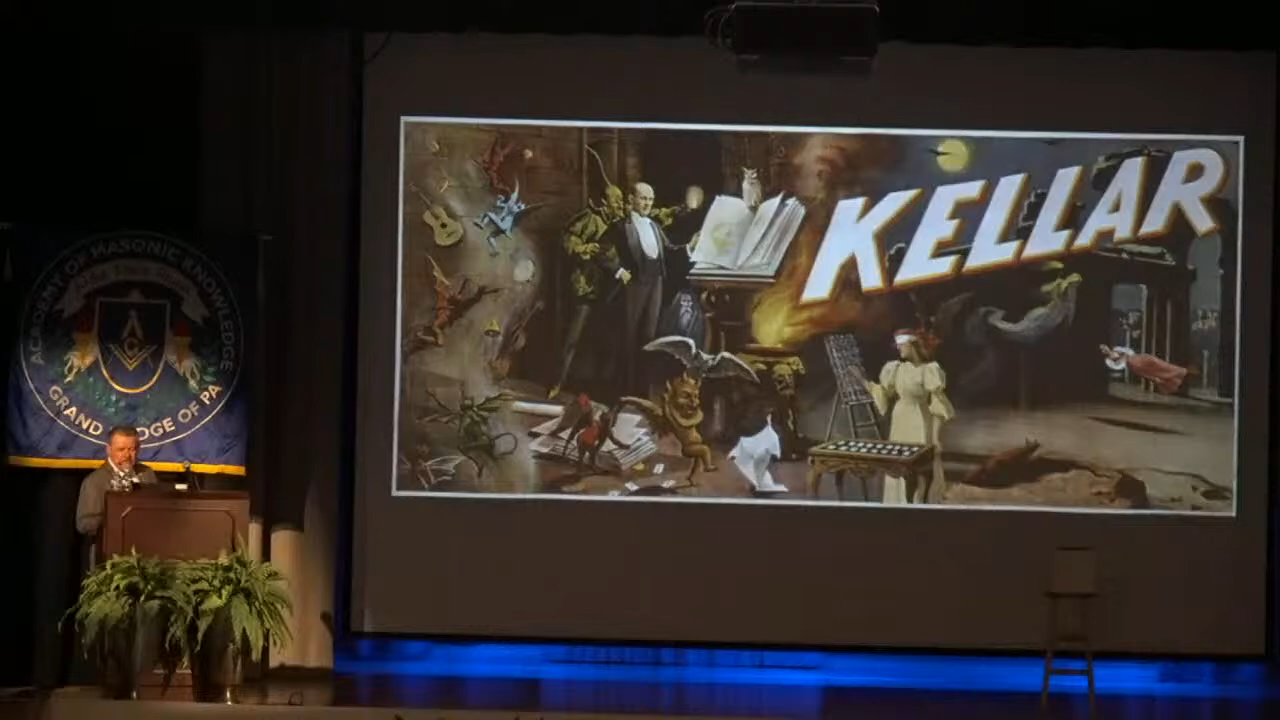 ACADEMY OF MASONIC KNOWLEDGE
G
GRAND LODGE OF PA
KELLAR